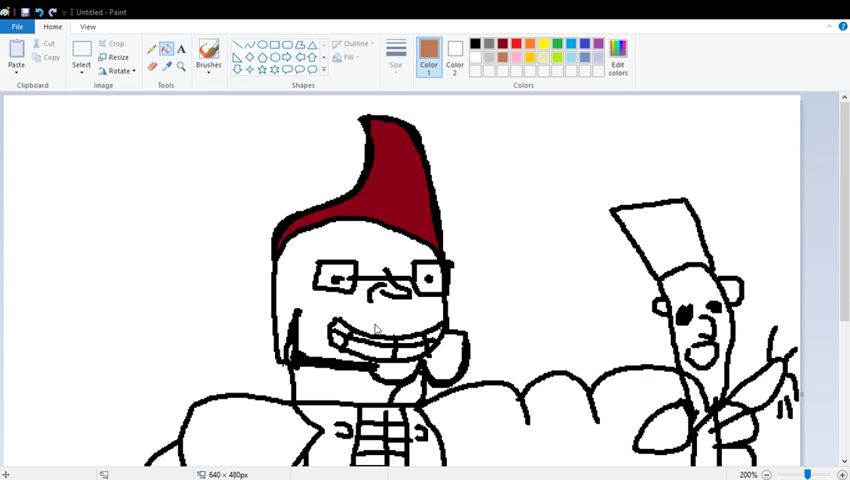 Untitled - Paint
File Home View
Paste Cut Copy Select Crop Resize Rotate A Brushes Outline Fill Size Color 1 Color 2 Edit colors
Clipboard Image Tools Shapes Colors
640 × 480px 200%